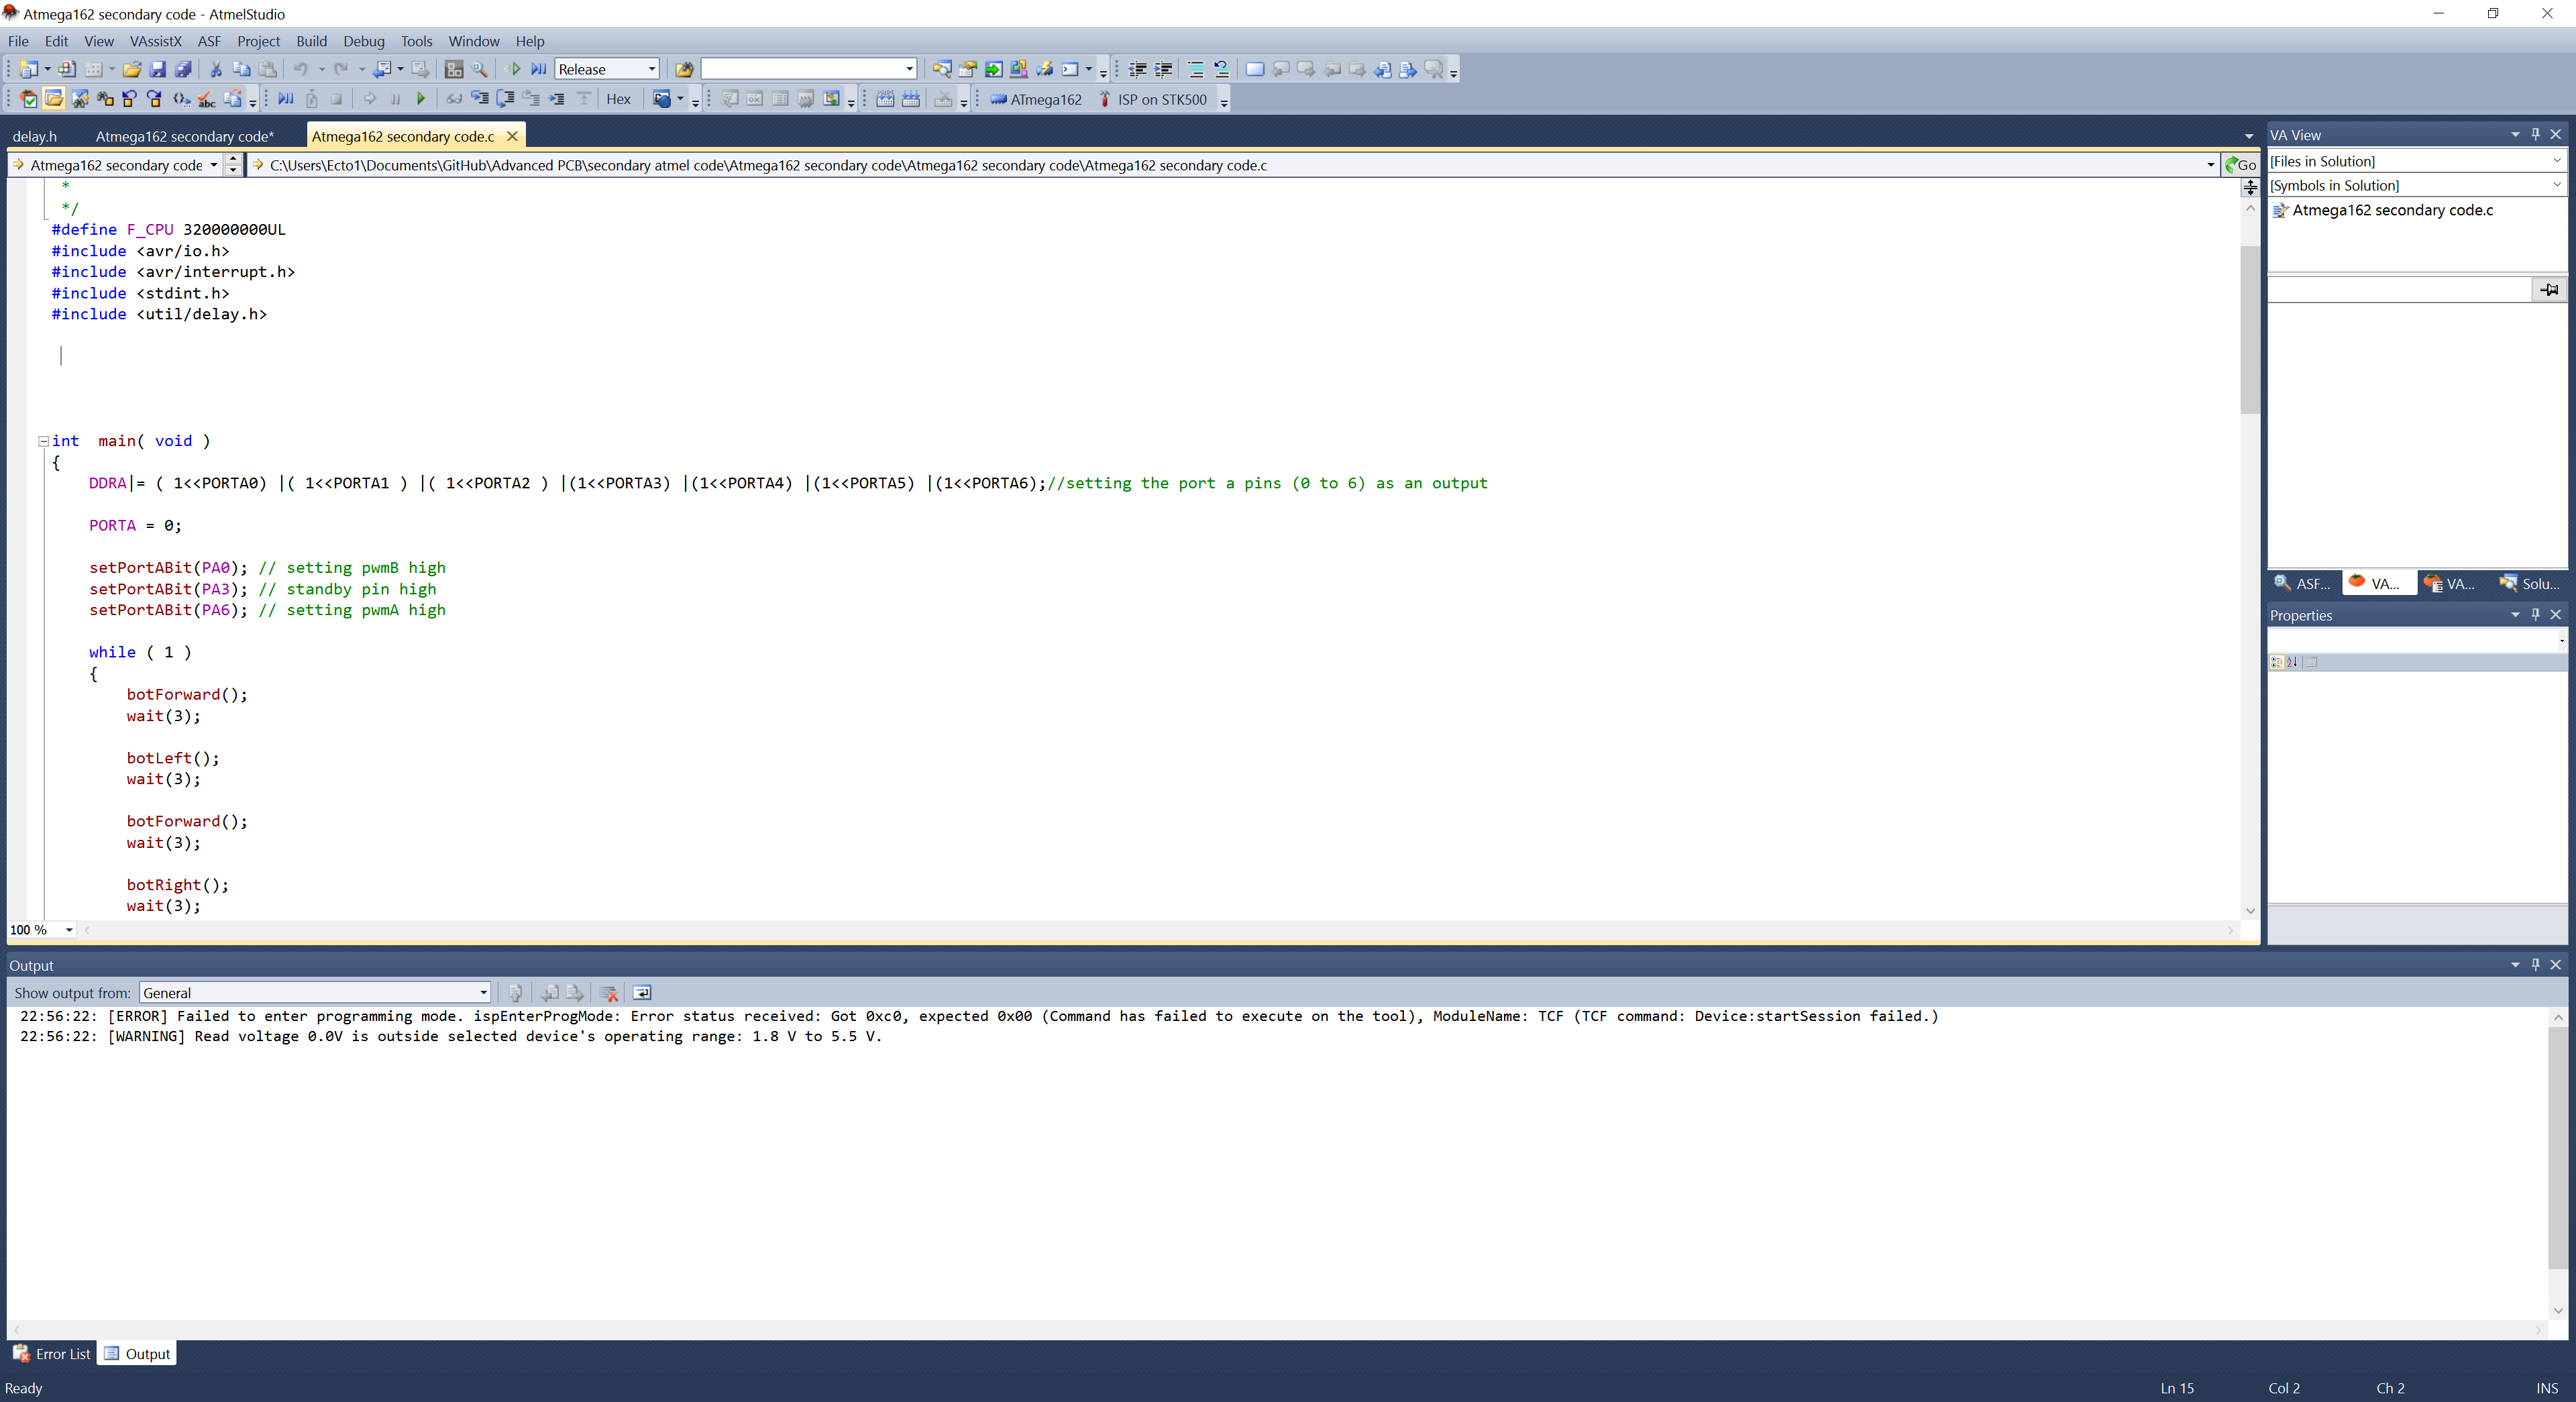 Atmega162 secondary code - AtmelStudio
File Edit View VAssistX ASF Project Build Debug Tools Window Help
Release
Hex ATmega162 ISP on STK500
delay.h Atmega162 secondary code* Atmega162 secondary code.c
Atmega162 secondary code C:\Users\Ecto1\Documents\GitHub\Advanced PCB\secondary atmel code\Atmega162 secondary code\Atmega162 secondary code\Atmega162 secondary code.c Go
*
*/
#define F_CPU 320000000UL
#include <avr/io.h>
#include <avr/interrupt.h>
#include <stdint.h>
#include <util/delay.h>
int  main( void )
{
DDRA|= ( 1<<PORTA0) |( 1<<PORTA1 ) |( 1<<PORTA2 ) |(1<<PORTA3) |(1<<PORTA4) |(1<<PORTA5) |(1<<PORTA6);//setting the port a pins (0 to 6) as an output
PORTA = 0;
setPortABit(PA0); // setting pwmB high
setPortABit(PA3); // standby pin high
setPortABit(PA6); // setting pwmA high
while ( 1 )
{
botForward();
wait(3);
botLeft();
wait(3);
botForward();
wait(3);
botRight();
wait(3);
100 %
VA View
[Files in Solution]
[Symbols in Solution]
Atmega162 secondary code.c
ASF... VA... VA... Solu...
Properties
Output
Show output from: General
22:56:22: [ERROR] Failed to enter programming mode. ispEnterProgMode: Error status received: Got 0xc0, expected 0x00 (Command has failed to execute on the tool), ModuleName: TCF (TCF command: Device:startSession failed.)
22:56:22: [WARNING] Read voltage 0.0V is outside selected device's operating range: 1.8 V to 5.5 V.
Error List Output
Ready Ln 15 Col 2 Ch 2 INS